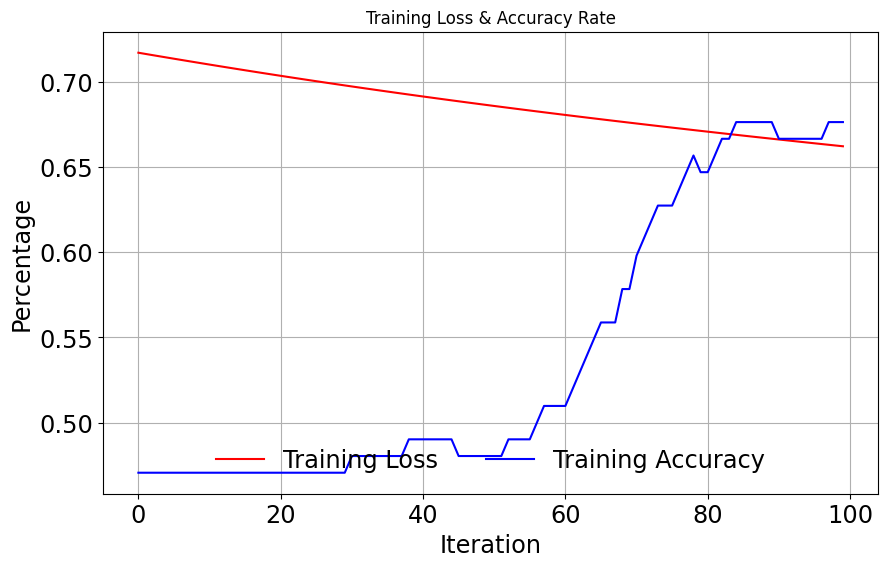 Training Loss & Accuracy Rate
0.70
0.65
0.60
0.55
0.50
Percentage
Training Loss Training Accuracy
0 20 40 60 80 100
Iteration